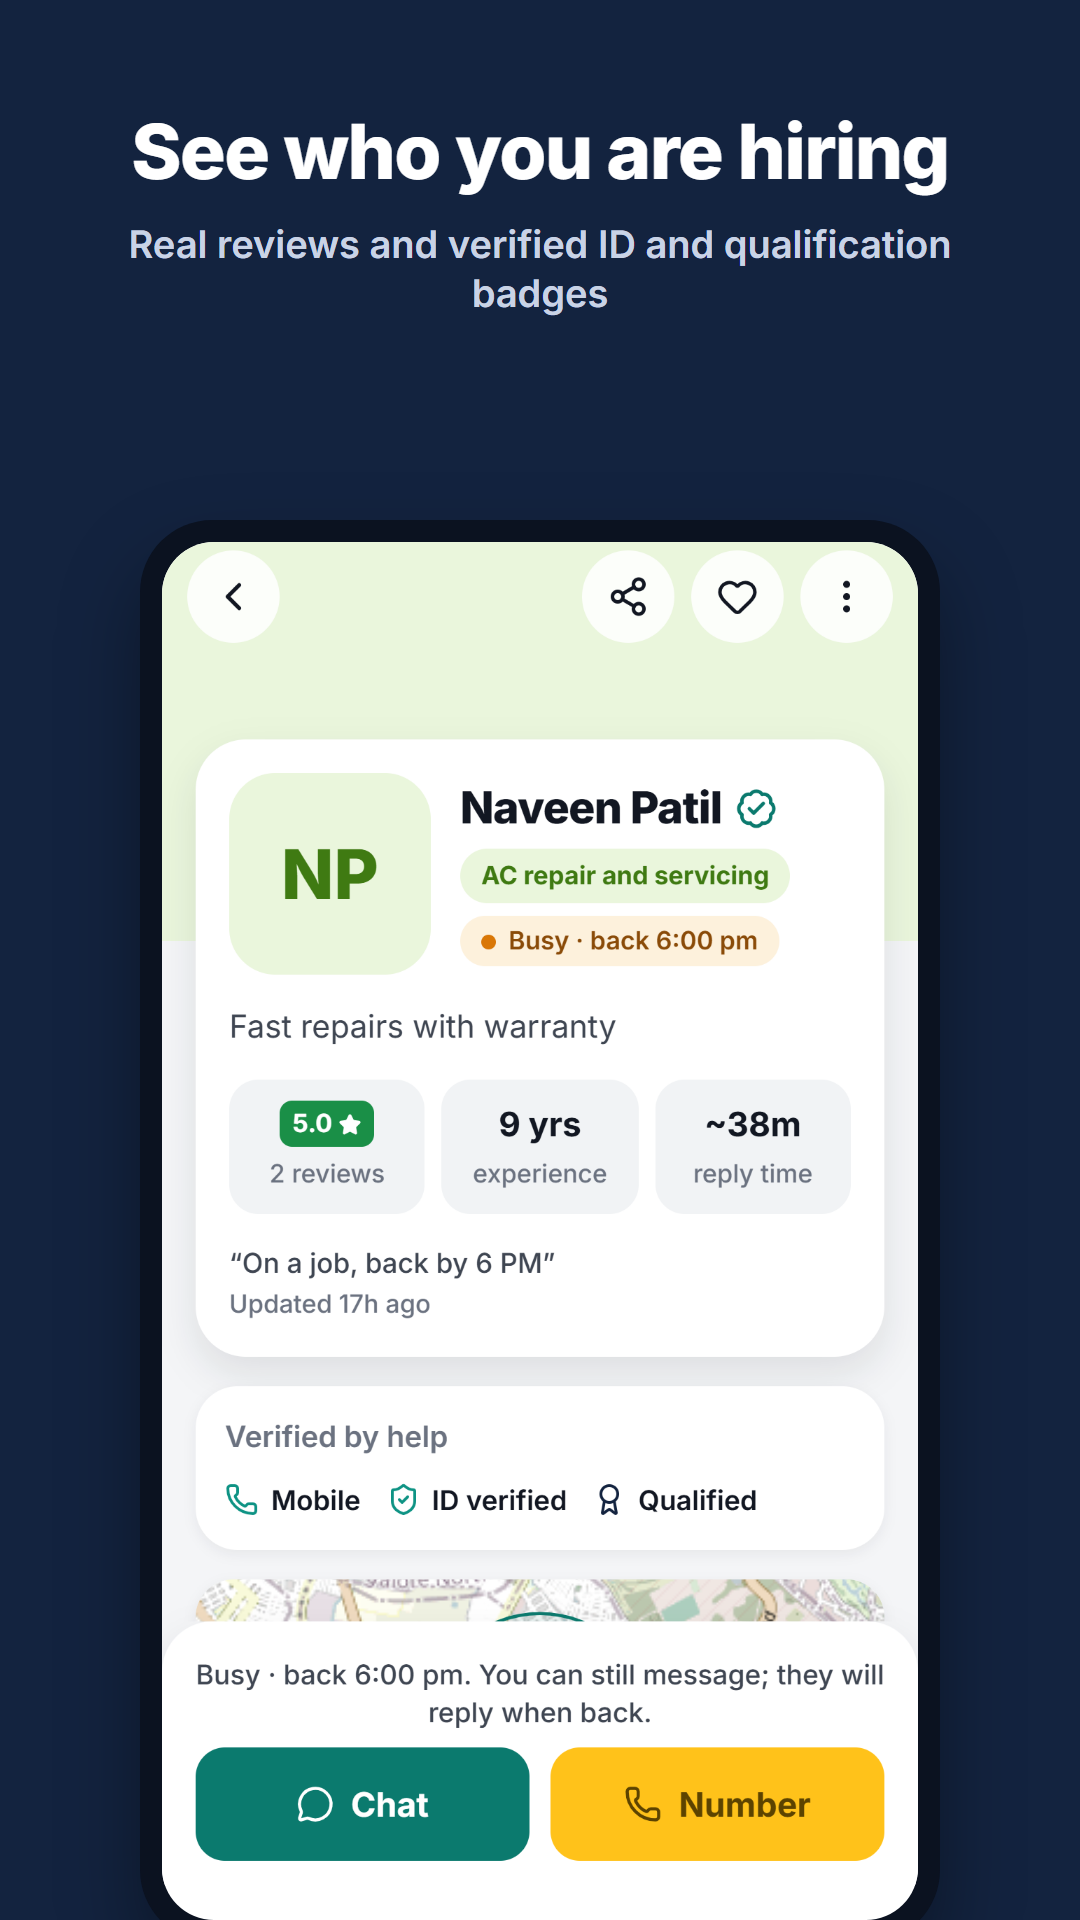 See who you are hiring
Real reviews and verified ID and qualification
badges
NP
Naveen Patil
AC repair and servicing
Busy · back 6:00 pm
Fast repairs with warranty
5.0
2 reviews
9 yrs
experience
~38m
reply time
“On a job, back by 6 PM”
Updated 17h ago
Verified by help
Mobile
ID verified
Qualified
Busy · back 6:00 pm. You can still message; they will
reply when back.
Chat
Number